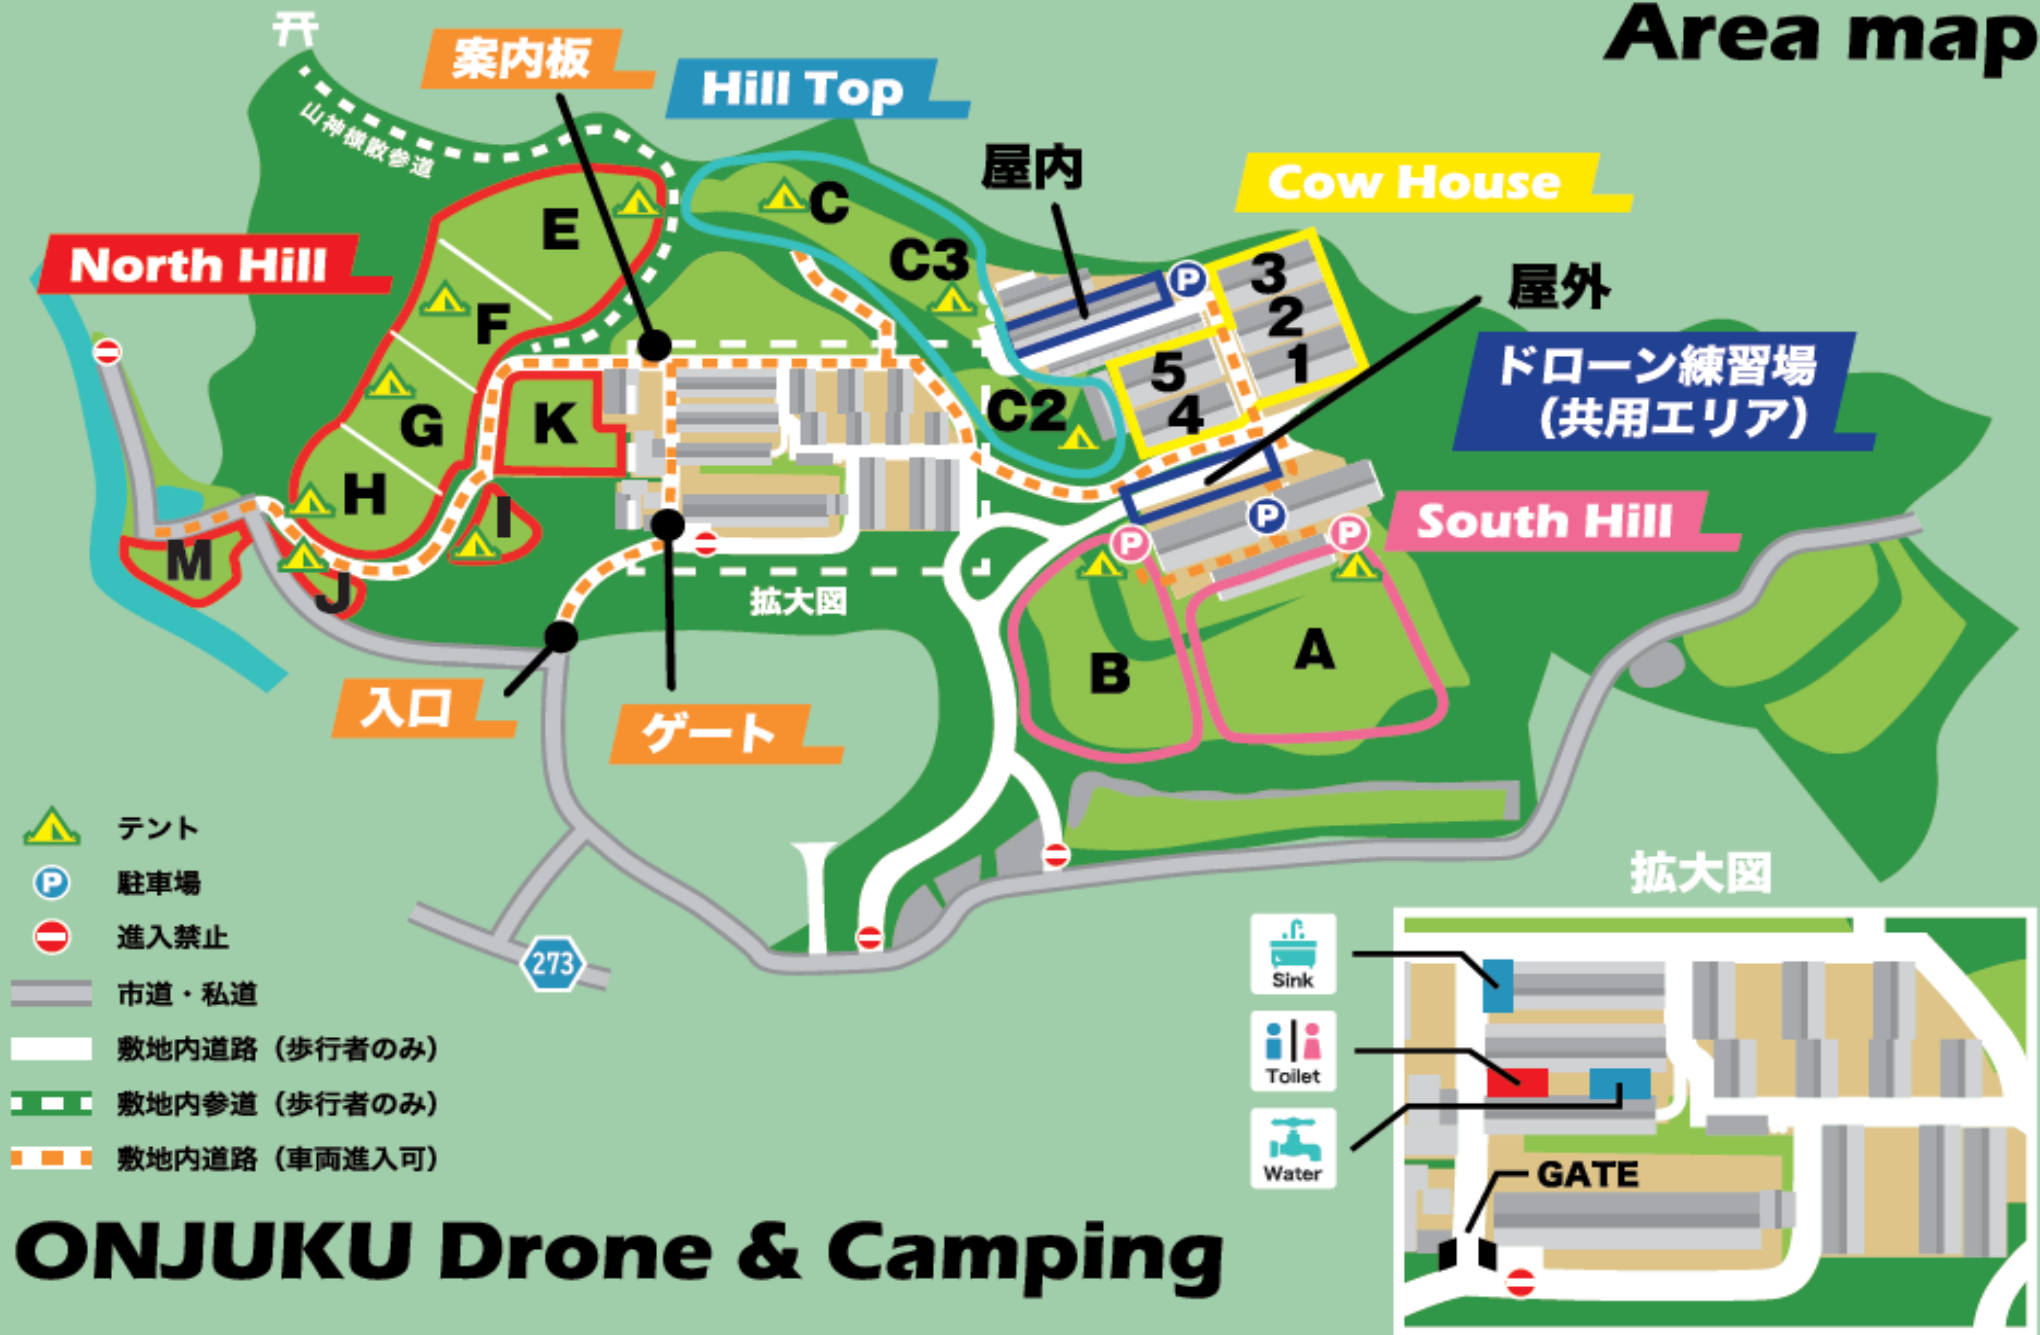 Area map
案内板
Hill Top
山神様散参道
屋内
Cow House
North Hill
屋外
ドローン練習場
(共用エリア)
South Hill
E
F
G
H
I
J
K
M
C
C3
C2
3
2
1
5
4
P
P
P
P
B
A
拡大図
入口
ゲート
テント
P
駐車場
進入禁止
市道・私道
敷地内道路(歩行者のみ)
敷地内参道(歩行者のみ)
敷地内道路(車両進入可)
273
拡大図
Sink
Toilet
Water
GATE
ONJUKU Drone & Camping